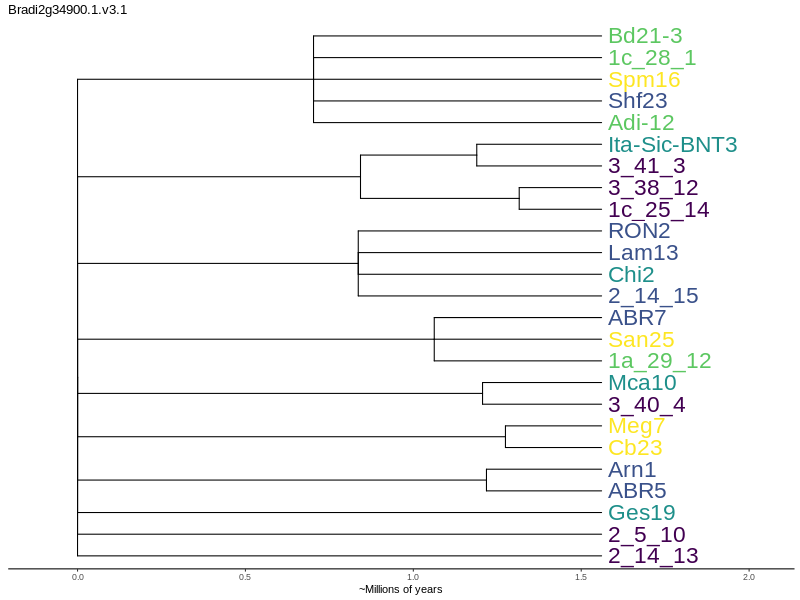 Bradi2g34900.1.v3.1
Bd21-3
1c_28_1
Spm16
Shf23
Adi-12
Ita-Sic-BNT3
3_41_3
3_38_12
1c_25_14
RON2
Lam13
Chi2
2_14_15
ABR7
San25
1a_29_12
Mca10
3_40_4
Meg7
Cb23
Arn1
ABR5
Ges19
2_5_10
2_14_13
0.0 0.5 1.0 1.5 2.0
~Millions of years